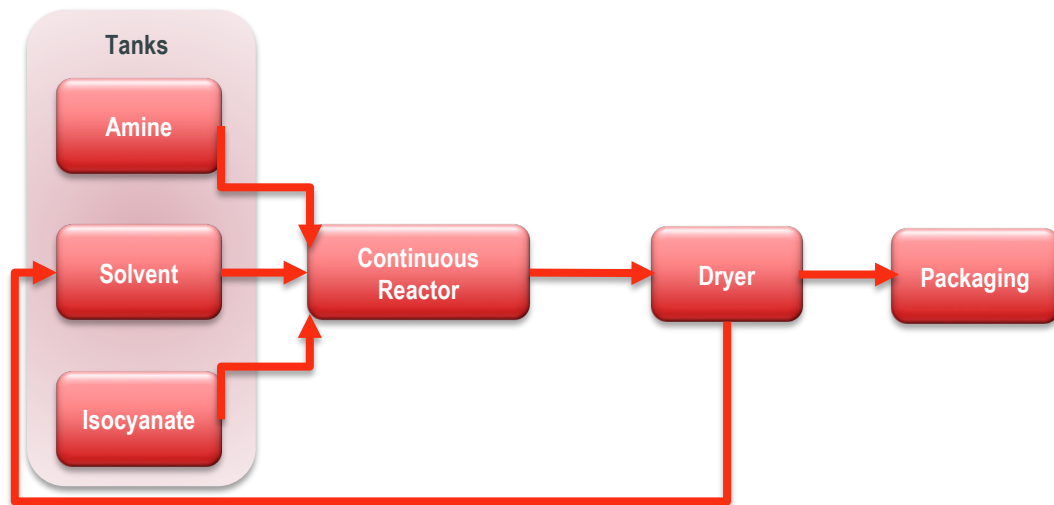 Tanks
Amine
Solvent
Isocyanate
Continuous
Reactor
Dryer
Packaging